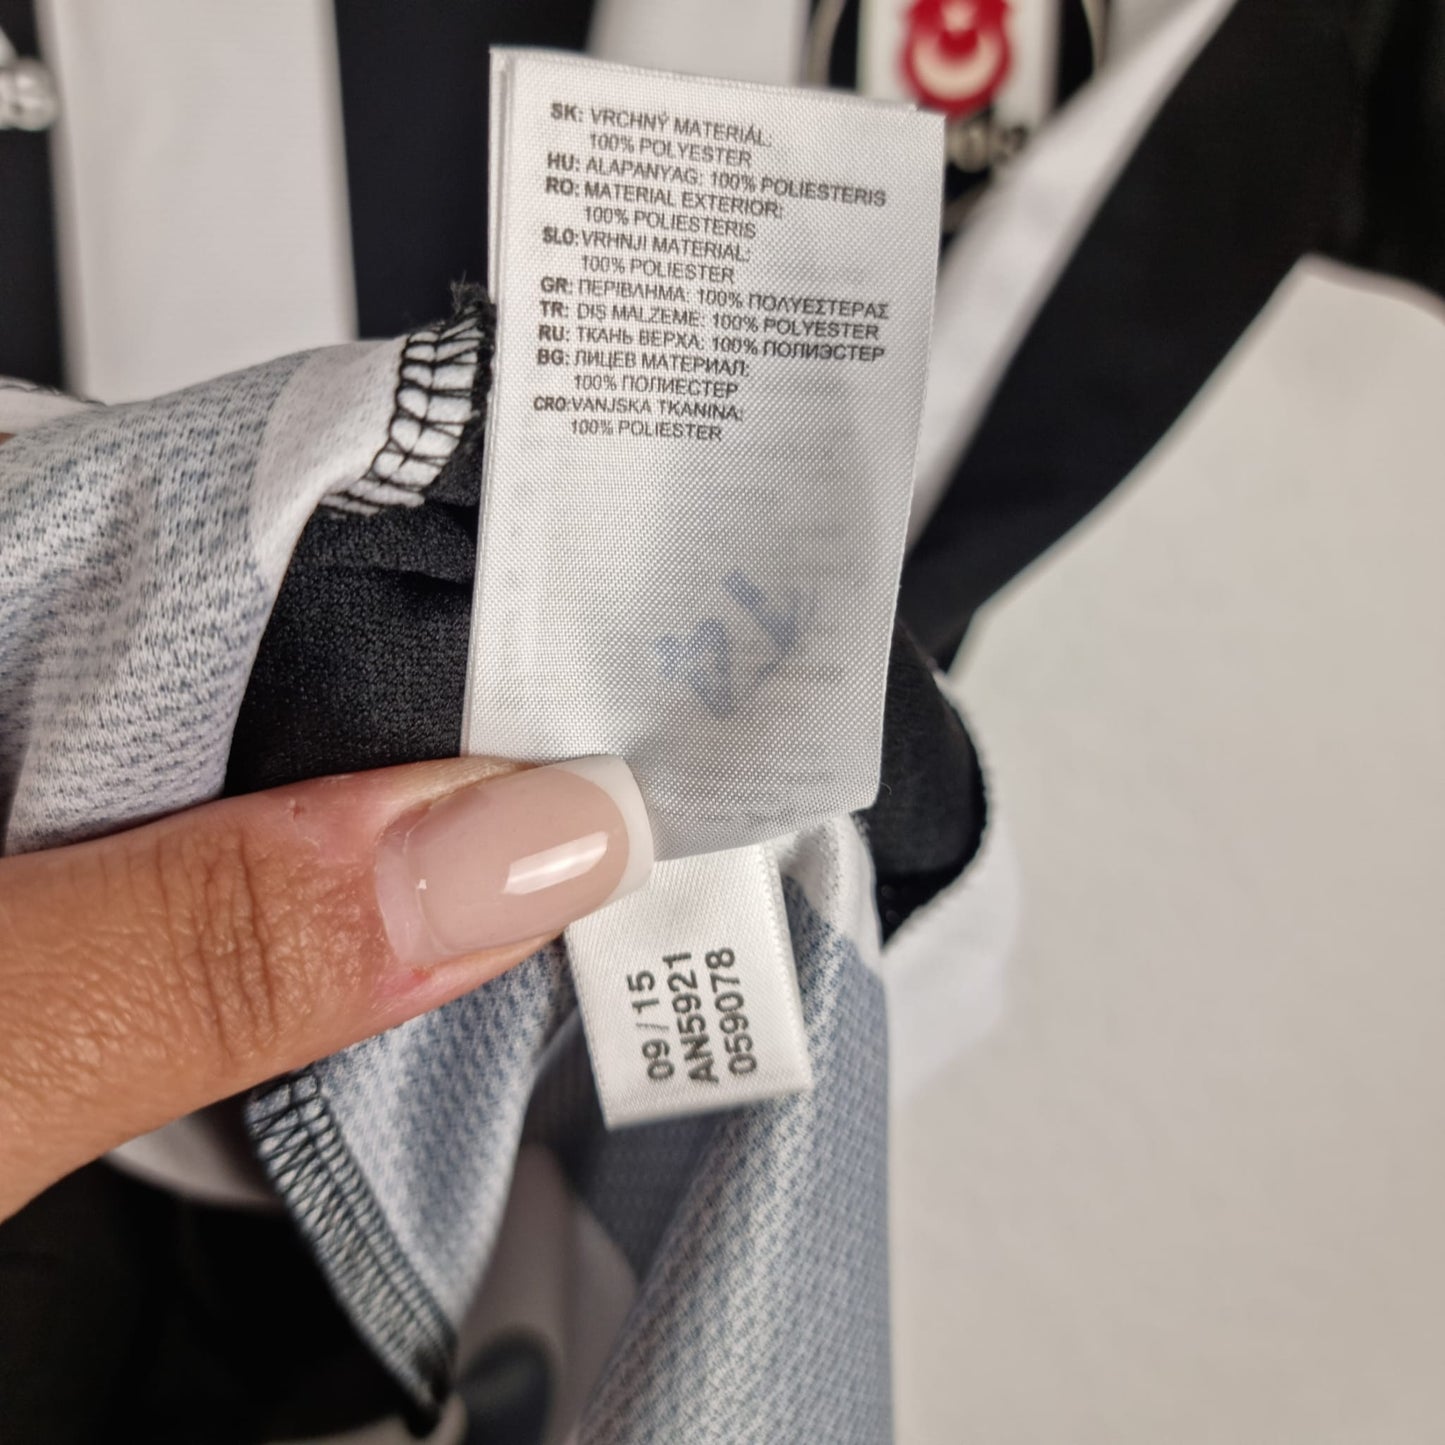 SK: VRCHNÝ MATERIÁL:
100% POLYESTER
HU: ALAPANYAG: 100% POLIESTERIS
RO: MATERIAL EXTERIOR:
100% POLIESTERIS
SLO: VRHNJI MATERIAL:
100% POLIESTER
GR: ΠΕΡΙΒΛΗΜΑ: 100% ΠΟΛΥΕΣΤΕΡΑΣ
TR: DIŞ MALZEME: 100% POLYESTER
RU: ТКАНЬ ВЕРХА: 100% ПОЛИЭСТЕР
BG: ЛИЦЕВ МАТЕРИАЛ:
100% ПОЛИЕСТЕР
CRO: VANJSKA TKANINA:
100% POLIESTER
09/15
AN5921
059078